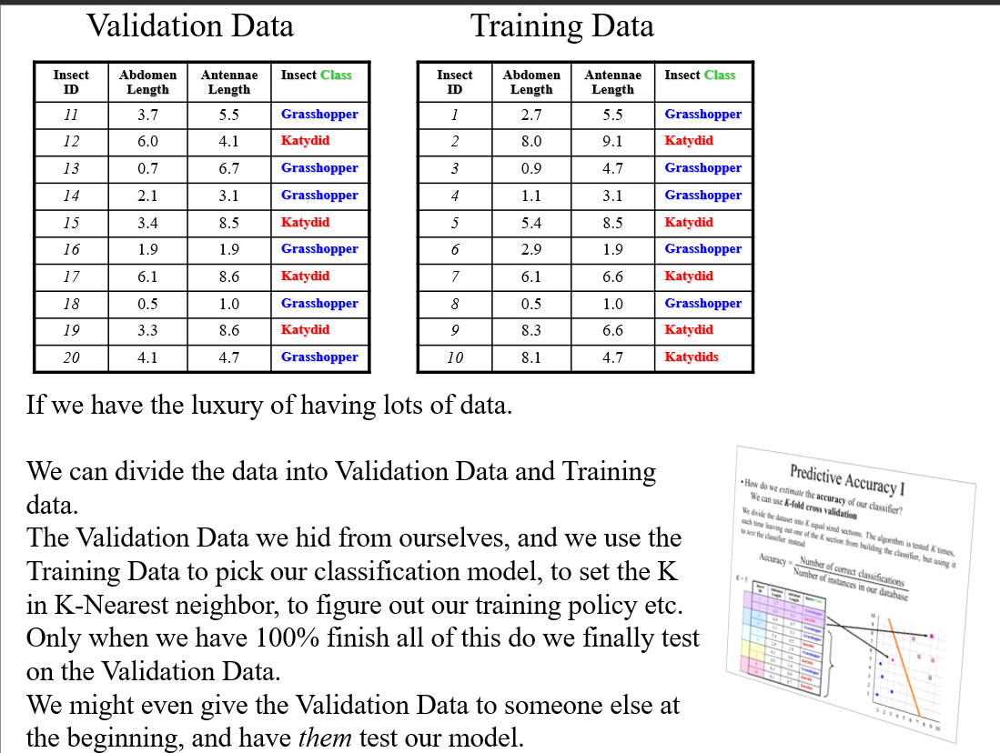 Validation Data
Insect ID Abdomen Length Antennae Length Insect Class
11 3.7 5.5 Grasshopper
12 6.0 4.1 Katydid
13 0.7 6.7 Grasshopper
14 2.1 3.1 Grasshopper
15 3.4 8.5 Katydid
16 1.9 1.9 Grasshopper
17 6.1 8.6 Katydid
18 0.5 1.0 Grasshopper
19 3.3 8.6 Katydid
20 4.1 4.7 Grasshopper
Training Data
Insect ID Abdomen Length Antennae Length Insect Class
1 2.7 5.5 Grasshopper
2 8.0 9.1 Katydid
3 0.9 4.7 Grasshopper
4 1.1 3.1 Grasshopper
5 5.4 8.5 Katydid
6 2.9 1.9 Grasshopper
7 6.1 6.6 Katydid
8 0.5 1.0 Grasshopper
9 8.3 6.6 Katydid
10 8.1 4.7 Katydids
If we have the luxury of having lots of data.
We can divide the data into Validation Data and Training
data.
The Validation Data we hid from ourselves, and we use the
Training Data to pick our classification model, to set the K
in K-Nearest neighbor, to figure out our training policy etc.
Only when we have 100% finish all of this do we finally test
on the Validation Data.
We might even give the Validation Data to someone else at
the beginning, and have them test our model.
Predictive Accuracy I
• How do we estimate the accuracy of our classifier?
We can use K-fold cross validation
We divide the dataset into K equal sized sections. The algorithm is tested K times,
each time leaving out one of the K section from building the classifier, but using it
to test the classifier instead
Accuracy = Number of correct classifications
Number of instances in our database
K = 5